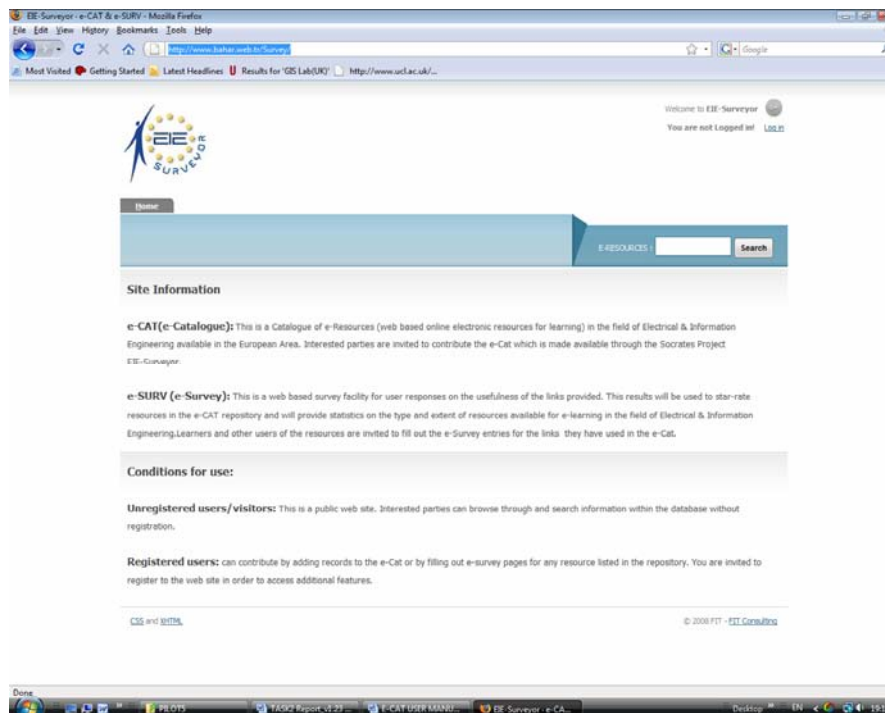 EIE-Surveyor - e-CAT & e-SURV - Mozilla Firefox
File Edit View History Bookmarks Tools Help
http://www.bahar.web.tr/Survey/
Google
Most Visited Getting Started Latest Headlines Results for 'GIS Lab(UK)' http://www.ucl.ac.uk/...
Welcome to EIE-Surveyor
You are not Logged in! Log in
EIE
SURVEYOR
Home
E-RESOURCES :
Search
Site Information
e-CAT(e-Catalogue): This is a Catalogue of e-Resources (web based online electronic resources for learning) in the field of Electrical & Information
Engineering available in the European Area. Interested parties are invited to contribute the e-Cat which is made available through the Socrates Project
EIE-Surveyor.
e-SURV (e-Survey): This is a web based survey facility for user responses on the usefulness of the links provided. This results will be used to star-rate
resources in the e-CAT repository and will provide statistics on the type and extent of resources available for e-learning in the field of Electrical & Information
Engineering.Learners and other users of the resources are invited to fill out the e-Survey entries for the links they have used in the e-Cat.
Conditions for use:
Unregistered users/visitors: This is a public web site. Interested parties can browse through and search information within the database without
registration.
Registered users: can contribute by adding records to the e-Cat or by filling out e-survey pages for any resource listed in the repository. You are invited to
register to the web site in order to access additional features.
CSS and XHTML
© 2008 FIT - FIT Consulting
Done
PILOTS TASK2 Report_v1.23 ... E-CAT USER MANU... EIE-Surveyor - e-CA... Desktop EN